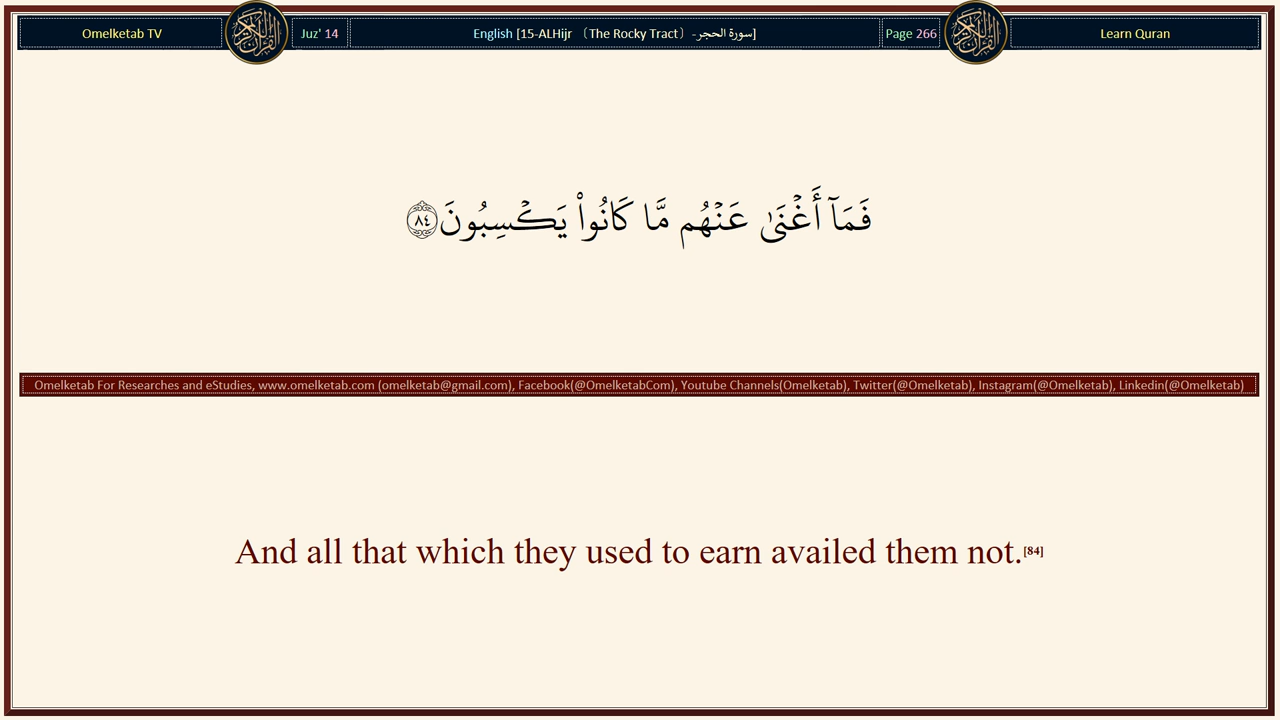 Omelketab TV
Juz' 14
English [15-ALHijr （The Rocky Tract）-سورة الحجر]
Page 266
Learn Quran
فَمَآ أَغۡنَىٰ عَنۡهُم مَّا كَانُواْ يَكۡسِبُونَ ٨٤
Omelketab For Researches and eStudies, www.omelketab.com (omelketab@gmail.com), Facebook(@OmelketabCom), Youtube Channels(Omelketab), Twitter(@Omelketab), Instagram(@Omelketab), Linkedin(@Omelketab)
And all that which they used to earn availed them not.[84]